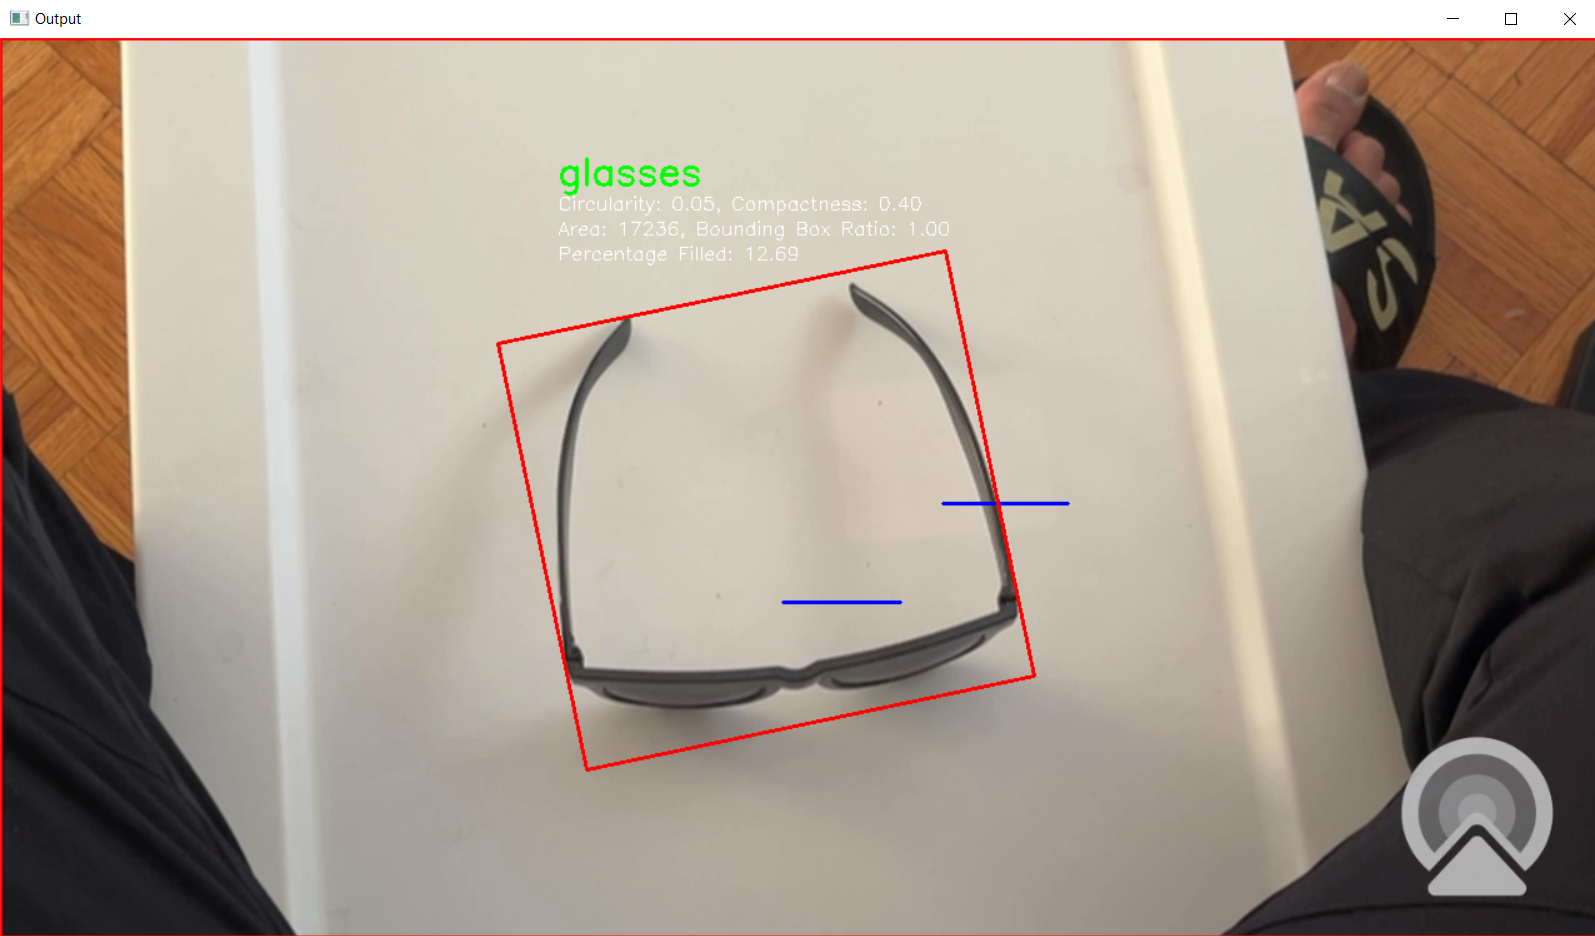 Output
glasses
Circularity: 0.05, Compactness: 0.40
Area: 17236, Bounding Box Ratio: 1.00
Percentage Filled: 12.69